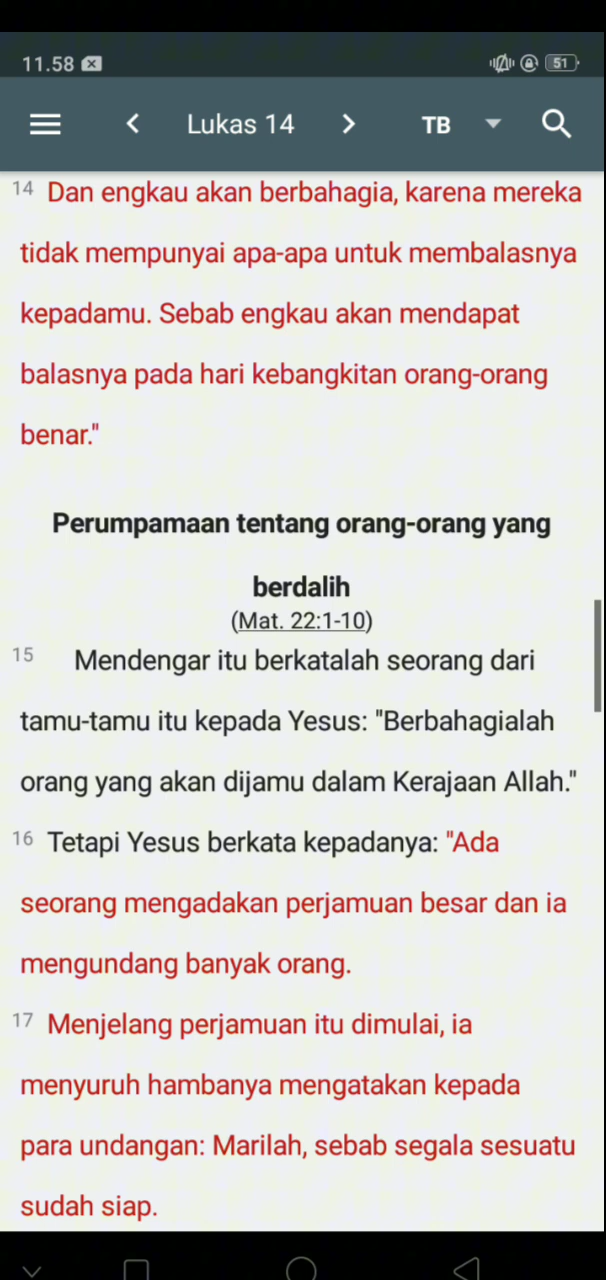 11.58
51
Lukas 14
TB
14 Dan engkau akan berbahagia, karena mereka
tidak mempunyai apa-apa untuk membalasnya
kepadamu. Sebab engkau akan mendapat
balasnya pada hari kebangkitan orang-orang
benar."
Perumpamaan tentang orang-orang yang
berdalih
(Mat. 22:1-10)
15 Mendengar itu berkatalah seorang dari
tamu-tamu itu kepada Yesus: "Berbahagialah
orang yang akan dijamu dalam Kerajaan Allah."
16 Tetapi Yesus berkata kepadanya: "Ada
seorang mengadakan perjamuan besar dan ia
mengundang banyak orang.
17 Menjelang perjamuan itu dimulai, ia
menyuruh hambanya mengatakan kepada
para undangan: Marilah, sebab segala sesuatu
sudah siap.